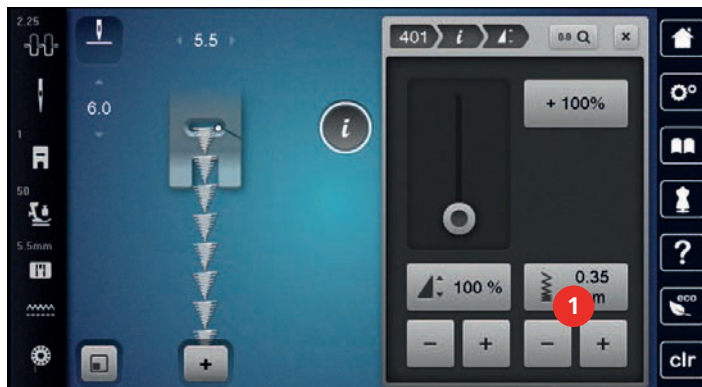 2.25
5.5
401 i
0.8
×
6.0
i
+ 100%
1
50
5.5mm
100 %
0.35
1
m
?
eco
- + - +
+
clr